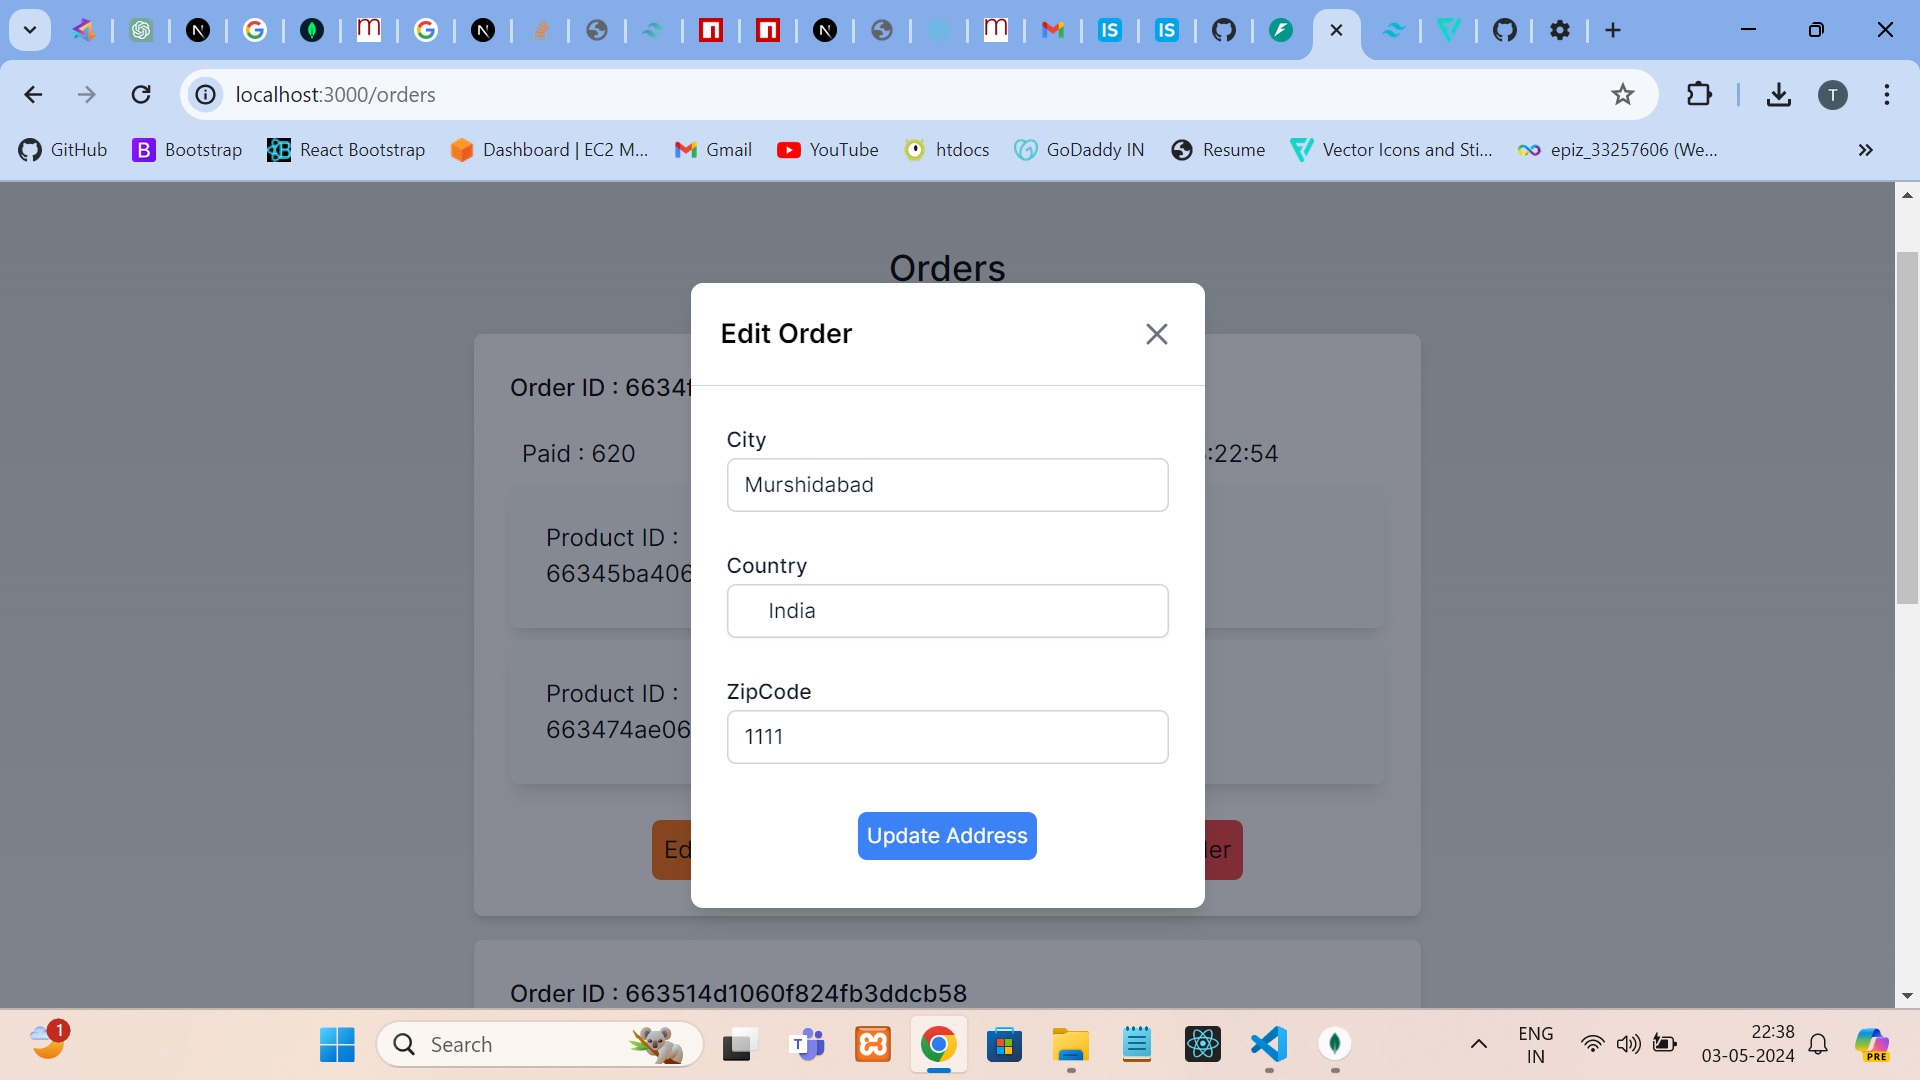 localhost:3000/orders
T
GitHub
Bootstrap
React Bootstrap
Dashboard | EC2 M...
Gmail
YouTube
htdocs
GoDaddy IN
Resume
Vector Icons and Sti...
epiz_33257606 (We...
Orders
Edit Order
Order ID : 6634f
City
Paid : 620
:22:54
Murshidabad
Product ID :
Country
66345ba406
India
Product ID :
ZipCode
663474ae06
1111
Update Address
Ed
er
Order ID : 663514d1060f824fb3ddcb58
1
Search
ENG
IN
22:38
03-05-2024
PRE